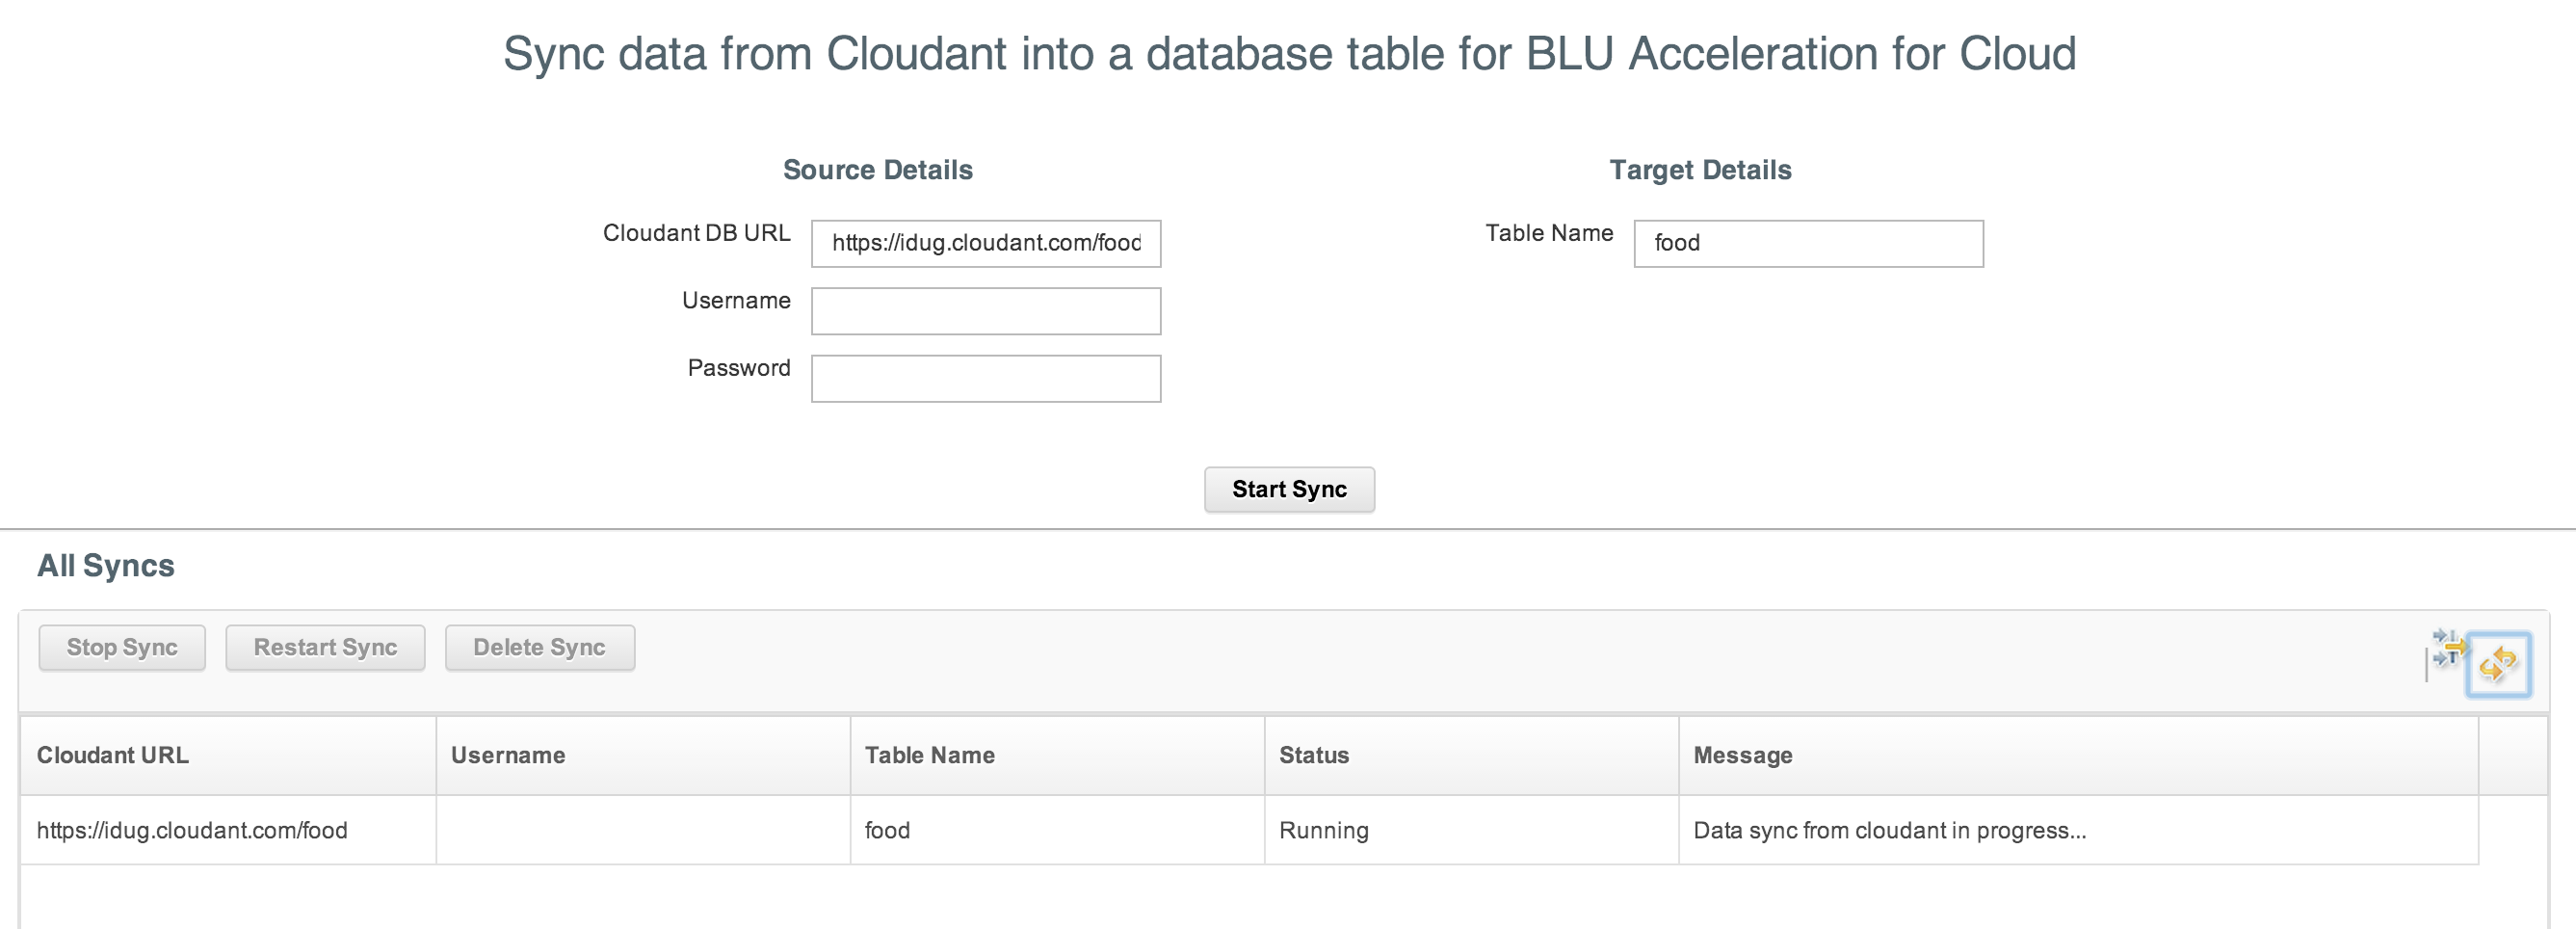 Sync data from Cloudant into a database table for BLU Acceleration for Cloud
Source Details
Target Details
Cloudant DB URL
https://idug.cloudant.com/food
Table Name
food
Username
Password
Start Sync
All Syncs
Stop Sync
Restart Sync
Delete Sync
Cloudant URL Username Table Name Status Message
https://idug.cloudant.com/food food Running Data sync from cloudant in progress...